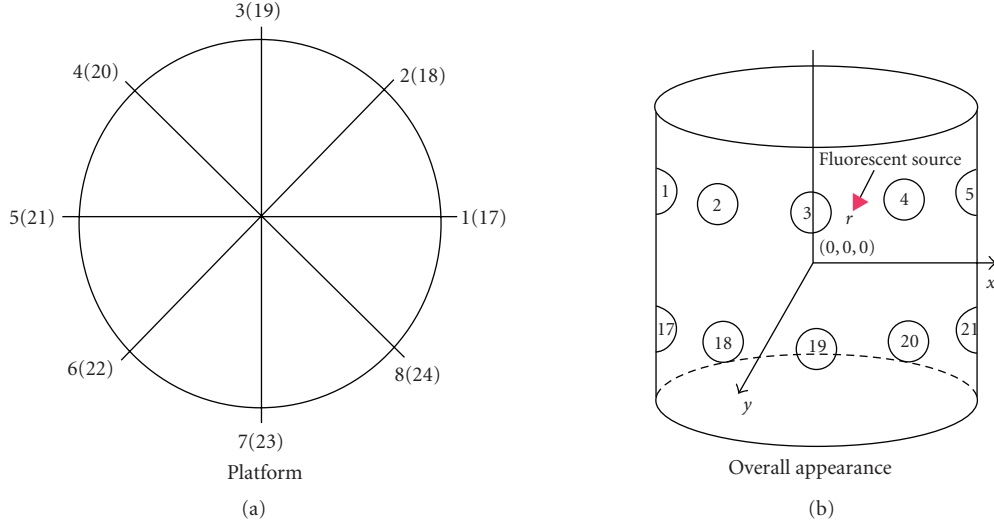 3(19)
4(20)
2(18)
5(21)
1(17)
6(22)
8(24)
7(23)
Platform
(a)
Fluorescent source
1
2
3
r
4
5
(0, 0, 0)
x
17
18
19
20
21
y
Overall appearance
(b)